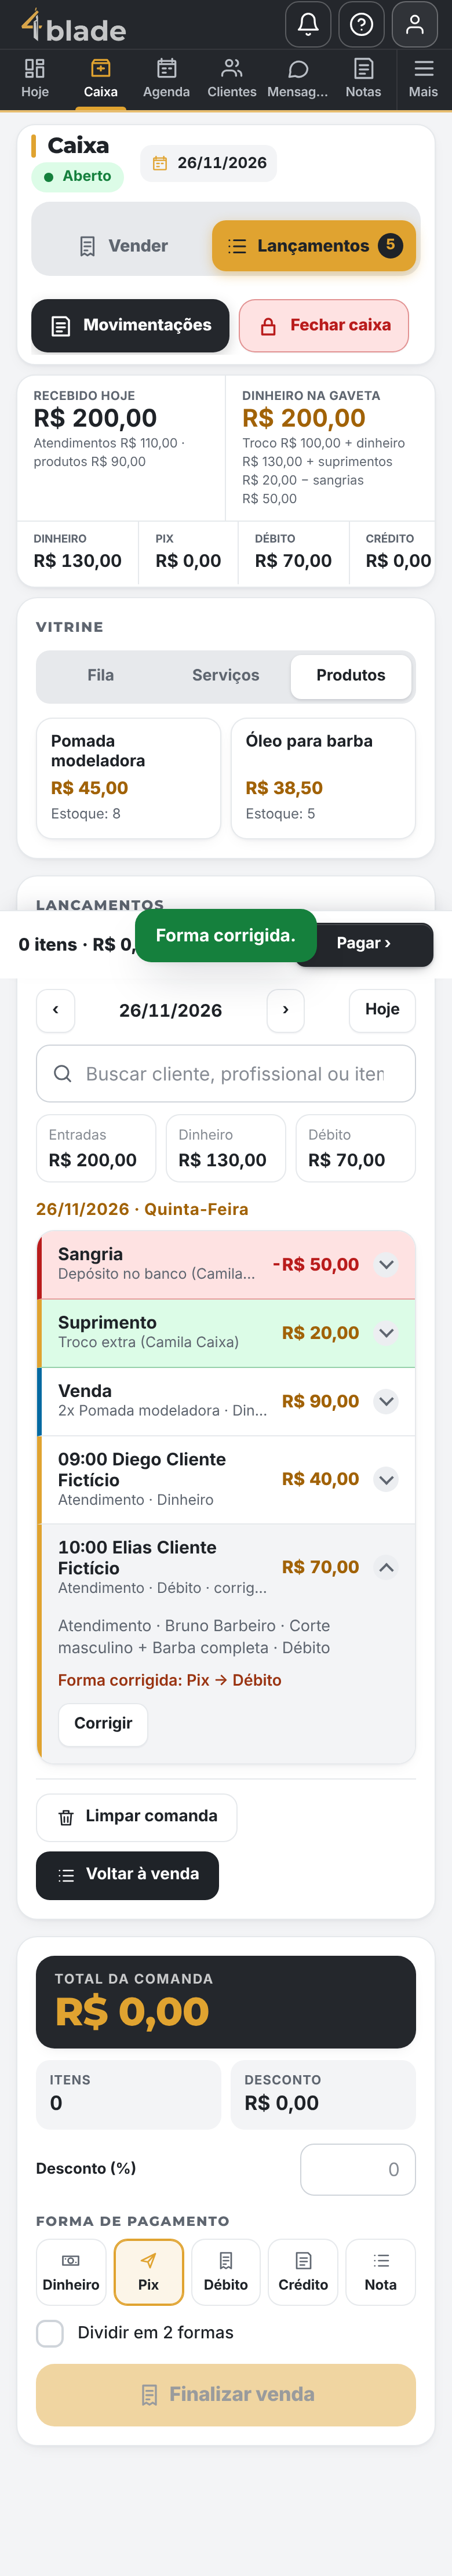 4blade
Hoje
Caixa
Agenda
Clientes
Mensag...
Notas
Mais
Caixa
Aberto
26/11/2026
Vender
Lançamentos 5
Movimentações
Fechar caixa
RECEBIDO HOJE
R$ 200,00
Atendimentos R$ 110,00 ·
produtos R$ 90,00
DINHEIRO NA GAVETA
R$ 200,00
Troco R$ 100,00 + dinheiro
R$ 130,00 + suprimentos
R$ 20,00 − sangrias
R$ 50,00
DINHEIRO
R$ 130,00
PIX
R$ 0,00
DÉBITO
R$ 70,00
CRÉDITO
R$ 0,00
VITRINE
Fila
Serviços
Produtos
Pomada
modeladora
R$ 45,00
Estoque: 8
Óleo para barba
R$ 38,50
Estoque: 5
LANÇAMENTOS
0 itens · R$ 0,
Forma corrigida.
Pagar ›
‹
26/11/2026
›
Hoje
Buscar cliente, profissional ou iter
Entradas
R$ 200,00
Dinheiro
R$ 130,00
Débito
R$ 70,00
26/11/2026 · Quinta-Feira
Sangria
Depósito no banco (Camila...
-R$ 50,00
Suprimento
Troco extra (Camila Caixa)
R$ 20,00
Venda
2x Pomada modeladora · Din...
R$ 90,00
09:00 Diego Cliente
Fictício
Atendimento · Dinheiro
R$ 40,00
10:00 Elias Cliente
Fictício
Atendimento · Débito · corrig...
R$ 70,00
Atendimento · Bruno Barbeiro · Corte
masculino + Barba completa · Débito
Forma corrigida: Pix → Débito
Corrigir
Limpar comanda
Voltar à venda
TOTAL DA COMANDA
R$ 0,00
ITENS
0
DESCONTO
R$ 0,00
Desconto (%)
0
FORMA DE PAGAMENTO
Dinheiro
Pix
Débito
Crédito
Nota
Dividir em 2 formas
Finalizar venda